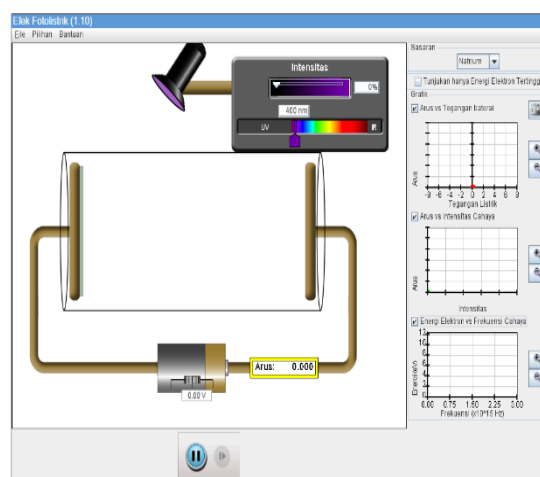 Efek Fotolistrik (1.10)
File Pilihan Bantuan
Intensitas
0%
400 nm
UV
IR
Arus: 0.000
0.00 V
Sasaran
Natrium
Tunjukan hanya Energi Elektron Tertingg
Grafik
Arus vs Tegangan baterai
Arus
-8 -6 -4 -2 0 2 4 6 8
Tegangan Listrik
Arus vs Intensitas Cahaya
Arus
Intensitas
Energi Elektron vs Frekuensi Cahaya
12
10
8
6
4
2
0
Energi(eV)
0.00 0.75 1.50 2.25 3.00
Frekuensi (x10^15 Hz)